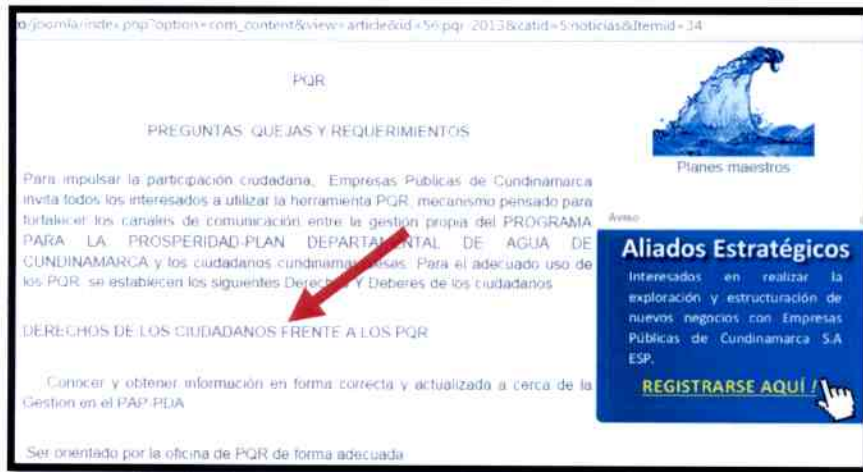 o/joomla/index.php?option=com_content&view=article&id=56:pqr-2013&catid=5:noticias&Itemid=34
PQR
PREGUNTAS QUEJAS Y REQUERIMIENTOS
Para impulsar la participación ciudadana, Empresas Públicas de Cundinamarca
invita todos los interesados a utilizar la herramienta PQR, mecanismo pensado para
fortalecer los canales de comunicación entre la gestión propia del PROGRAMA
PARA LA PROSPERIDAD-PLAN DEPARTAMENTAL DE AGUA DE
CUNDINAMARCA y los ciudadanos cundinamarqueses. Para el adecuado uso de
los PQR se establecen los siguientes Derechos Y Deberes de los ciudadanos
DERECHOS DE LOS CIUDADANOS FRENTE A LOS PQR
Conocer y obtener información en forma correcta y actualizada a cerca de la
Gestion en el PAP-PDA
Ser orientado por la oficina de PQR de forma adecuada
Planes maestros
Aviso
Aliados Estratégicos
Interesados en realizar la
exploración y estructuración de
nuevos negocios con Empresas
Públicas de Cundinamarca S.A
ESP.
REGISTRARSE AQUÍ !